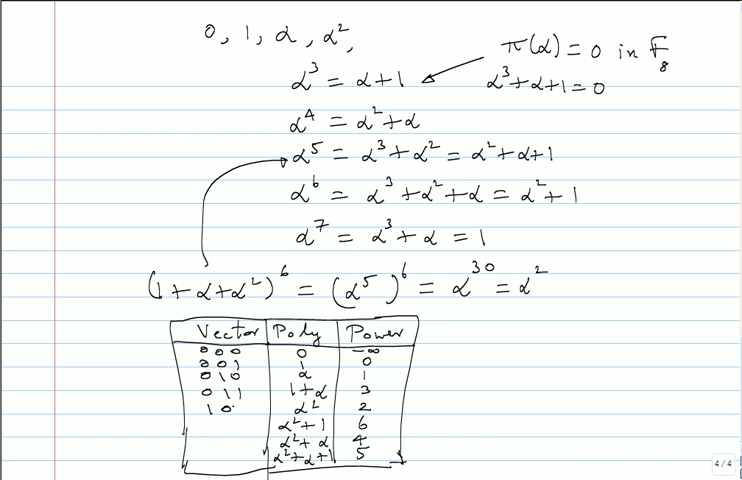 0, 1, α, α²,
π(α) = 0 in F₈
α³ = α+1
α³+α+1=0
α⁴ = α²+α
α⁵ = α³+α² = α²+α+1
α⁶ = α³+α²+α = α²+1
α⁷ = α³+α = 1
(1+α+α²)⁶ = (α⁵)⁶ = α³⁰ = α²
Vector Poly Power
000 0 -∞
001 1 0
010 α 1
011 1+α 3
10 α² 2
α²+1 6
α²+α 4
α²+α+1 5
4/4